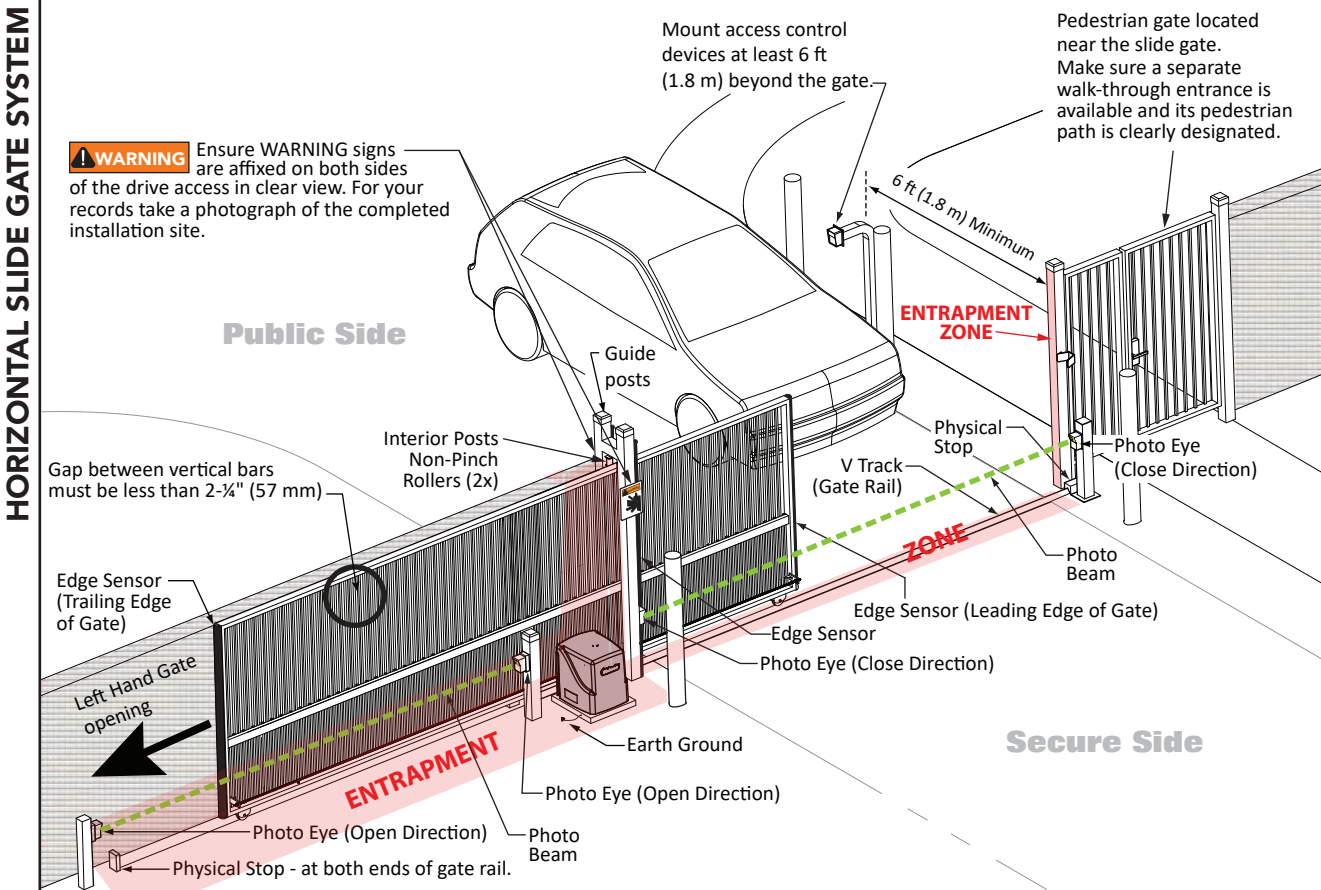 HORIZONTAL SLIDE GATE SYSTEM
Mount access control
devices at least 6 ft
(1.8 m) beyond the gate.
Pedestrian gate located
near the slide gate.
Make sure a separate
walk-through entrance is
available and its pedestrian
path is clearly designated.
WARNING Ensure WARNING signs
are affixed on both sides
of the drive access in clear view. For your
records take a photograph of the completed
installation site.
6 ft (1.8 m) Minimum
ENTRAPMENT
ZONE
Public Side
Guide
posts
Interior Posts
Non-Pinch
Rollers (2x)
Physical
Stop
Photo Eye
(Close Direction)
Gap between vertical bars
must be less than 2-¼" (57 mm)
V Track
(Gate Rail)
ZONE
Photo
Beam
Edge Sensor
(Trailing Edge
of Gate)
Edge Sensor (Leading Edge of Gate)
Edge Sensor
Photo Eye (Close Direction)
Left Hand Gate
opening
Earth Ground
Secure Side
ENTRAPMENT
Photo Eye (Open Direction)
Photo Eye (Open Direction)
Photo
Beam
Physical Stop - at both ends of gate rail.